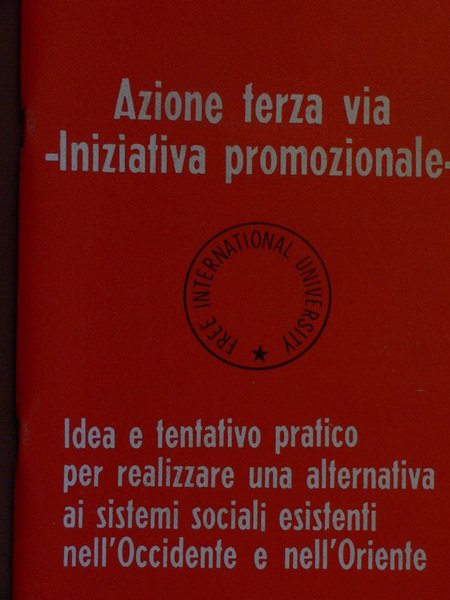 Azione terza via
-Iniziativa promozionale-
FREE INTERNATIONAL UNIVERSITY
Idea e tentativo pratico
per realizzare una alternativa
ai sistemi sociali esistenti
nell'Occidente e nell'Oriente